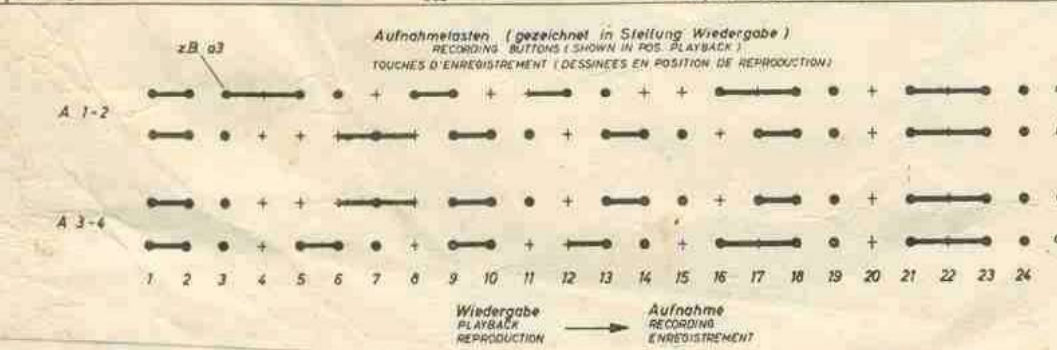 Aufnahmetasten (gezeichnet in Stellung Wiedergabe)
z.B. a3
RECORDING BUTTONS (SHOWN IN POS. PLAYBACK)
TOUCHES D'ENREGISTREMENT (DESSINEES EN POSITION DE REPRODUCTION)
A 1-2
A 3-4
1 2 3 4 5 6 7 8 9 10 11 12 13 14 15 16 17 18 19 20 21 22 23 24
Wiedergabe
PLAYBACK
REPRODUCTION
Aufnahme
RECORDING
ENREGISTREMENT